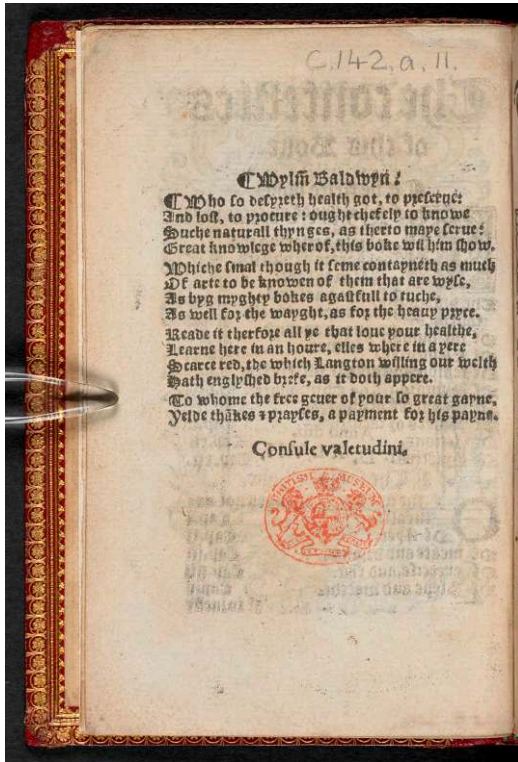 C.142.a.11.
❡ Wylm̃ Baldwyn:
❡ Who so desyreth health got, to preserue:
And lost, to procure: ought chefely to knowe
Suche naturall thynges, as therto maye serue:
Great knowlege wherof, this boke wil him show.
Whiche smal though it seme contayneth as much
Of arte to be knowen of them that are wyse,
As byg myghty bokes agastfull to tuche,
As well for the wayght, as for the heauy pryce.
Reade it therfore all ye that loue your healthe,
Learne here in an houre, elles where in a yere
Scarce red, the which Langton willing our welth
Hath englyshed brefe, as it doth appere.
To whome the free geuer of your so great gayne,
Yelde thākes & prayses, a payment for his payne.
Consule valetudini.
BRITISH MUSEUM